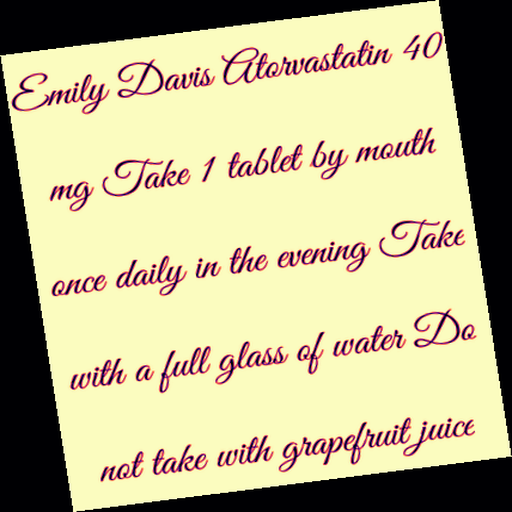 Emily Davis Atorvastatin 40
mg Take 1 tablet by mouth
once daily in the evening Take
with a full glass of water Do
not take with grapefruit juice